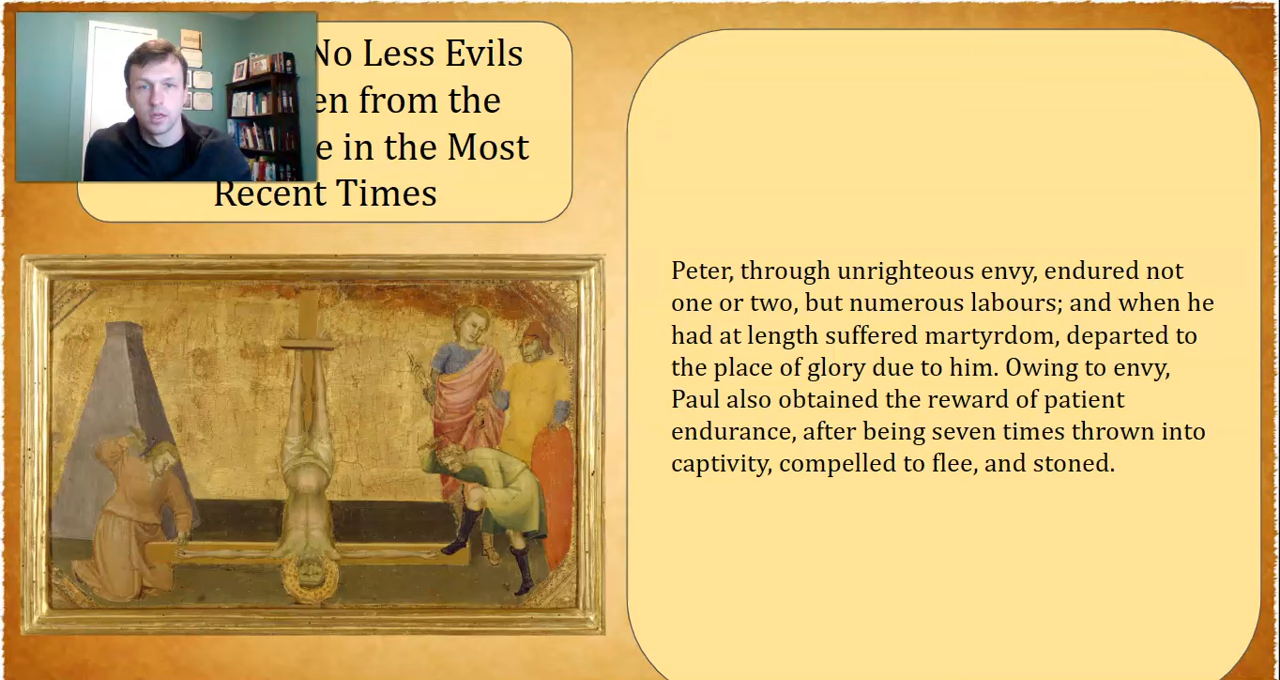 No Less Evils
en from the
e in the Most
Recent Times
Peter, through unrighteous envy, endured not
one or two, but numerous labours; and when he
had at length suffered martyrdom, departed to
the place of glory due to him. Owing to envy,
Paul also obtained the reward of patient
endurance, after being seven times thrown into
captivity, compelled to flee, and stoned.